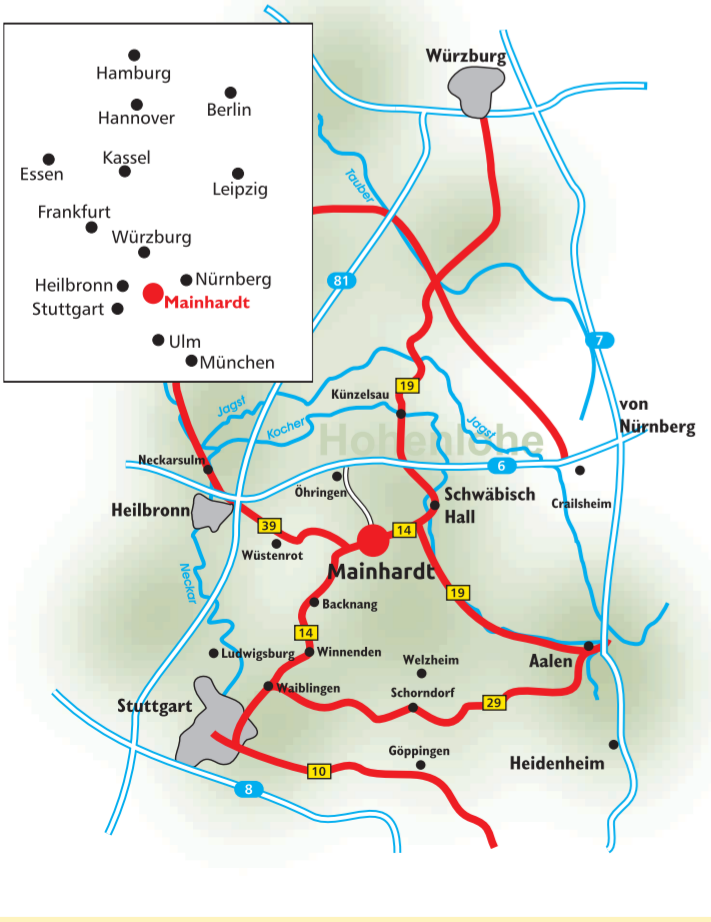 Hamburg
Berlin
Hannover
Kassel
Essen
Leipzig
Frankfurt
Würzburg
Heilbronn
Nürnberg
Mainhardt
Stuttgart
Ulm
München
Würzburg
Tauber
81
7
19
Künzelsau
von
Nürnberg
Jagst
Kocher
Jagst
Hohenlohe
Neckarsulm
6
Öhringen
Schwäbisch
Hall
Crailsheim
Heilbronn
39
14
Wüstenrot
Mainhardt
Neckar
19
Backnang
14
Ludwigsburg
Winnenden
Welzheim
Aalen
Waiblingen
Schorndorf
Stuttgart
29
Göppingen
Heidenheim
10
8